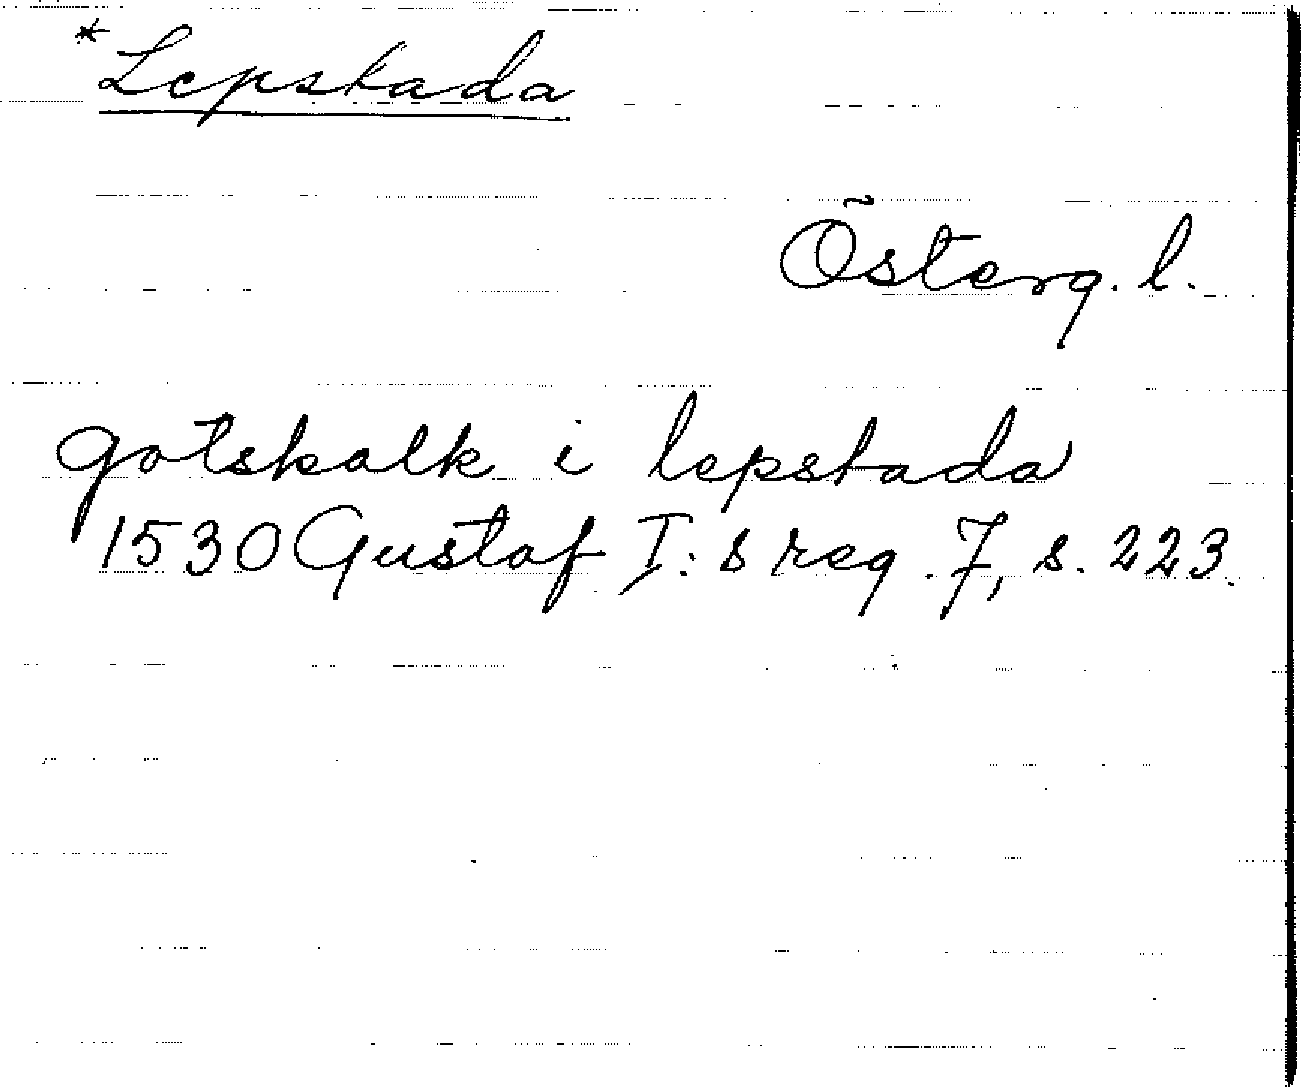 *Lepstada
Österg. l.
gotskalk i lepstada
1530 Gustaf I:s reg. 7, s. 223.